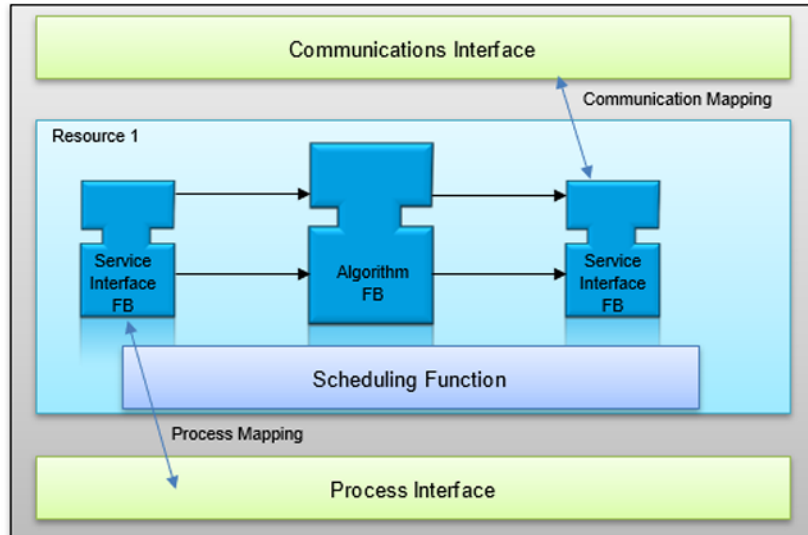 Communications Interface
Communication Mapping
Resource 1
Service
Interface
FB
Algorithm
FB
Service
Interface
FB
Scheduling Function
Process Mapping
Process Interface